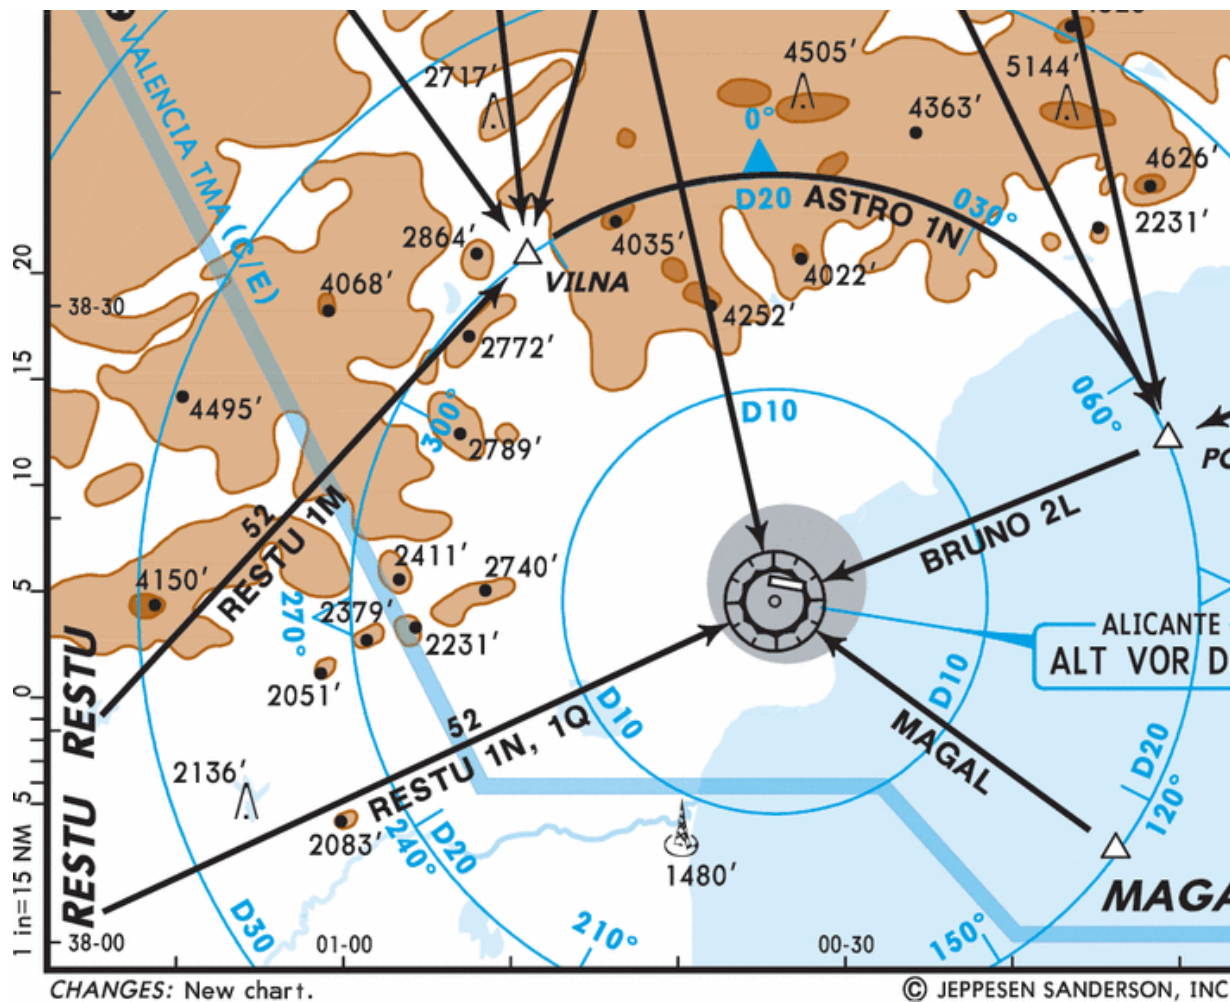 4505'
2717'
5144'
4363'
0°
VALENCIA TMA (C/E)
4626'
D20
ASTRO 1N
030°
2231'
2864'
4035'
20
VILNA
4022'
4068'
38-30
4252'
2772'
15
060°
D10
4495'
300°
2789'
10
52
RESTU 1M
BRUNO 2L
2411'
2740'
5
4150'
270°
2379'
2231'
ALICANTE
ALT VOR D
RESTU
2051'
0
D10
D10
52
RESTU 1N, 1Q
MAGAL
D20
2136'
120°
5
RESTU
2083'
D20
240°
1480'
MAGA
1 in=15 NM
D30
38-00
01-00
210°
00-30
150°
CHANGES: New chart.
© JEPPESEN SANDERSON, INC